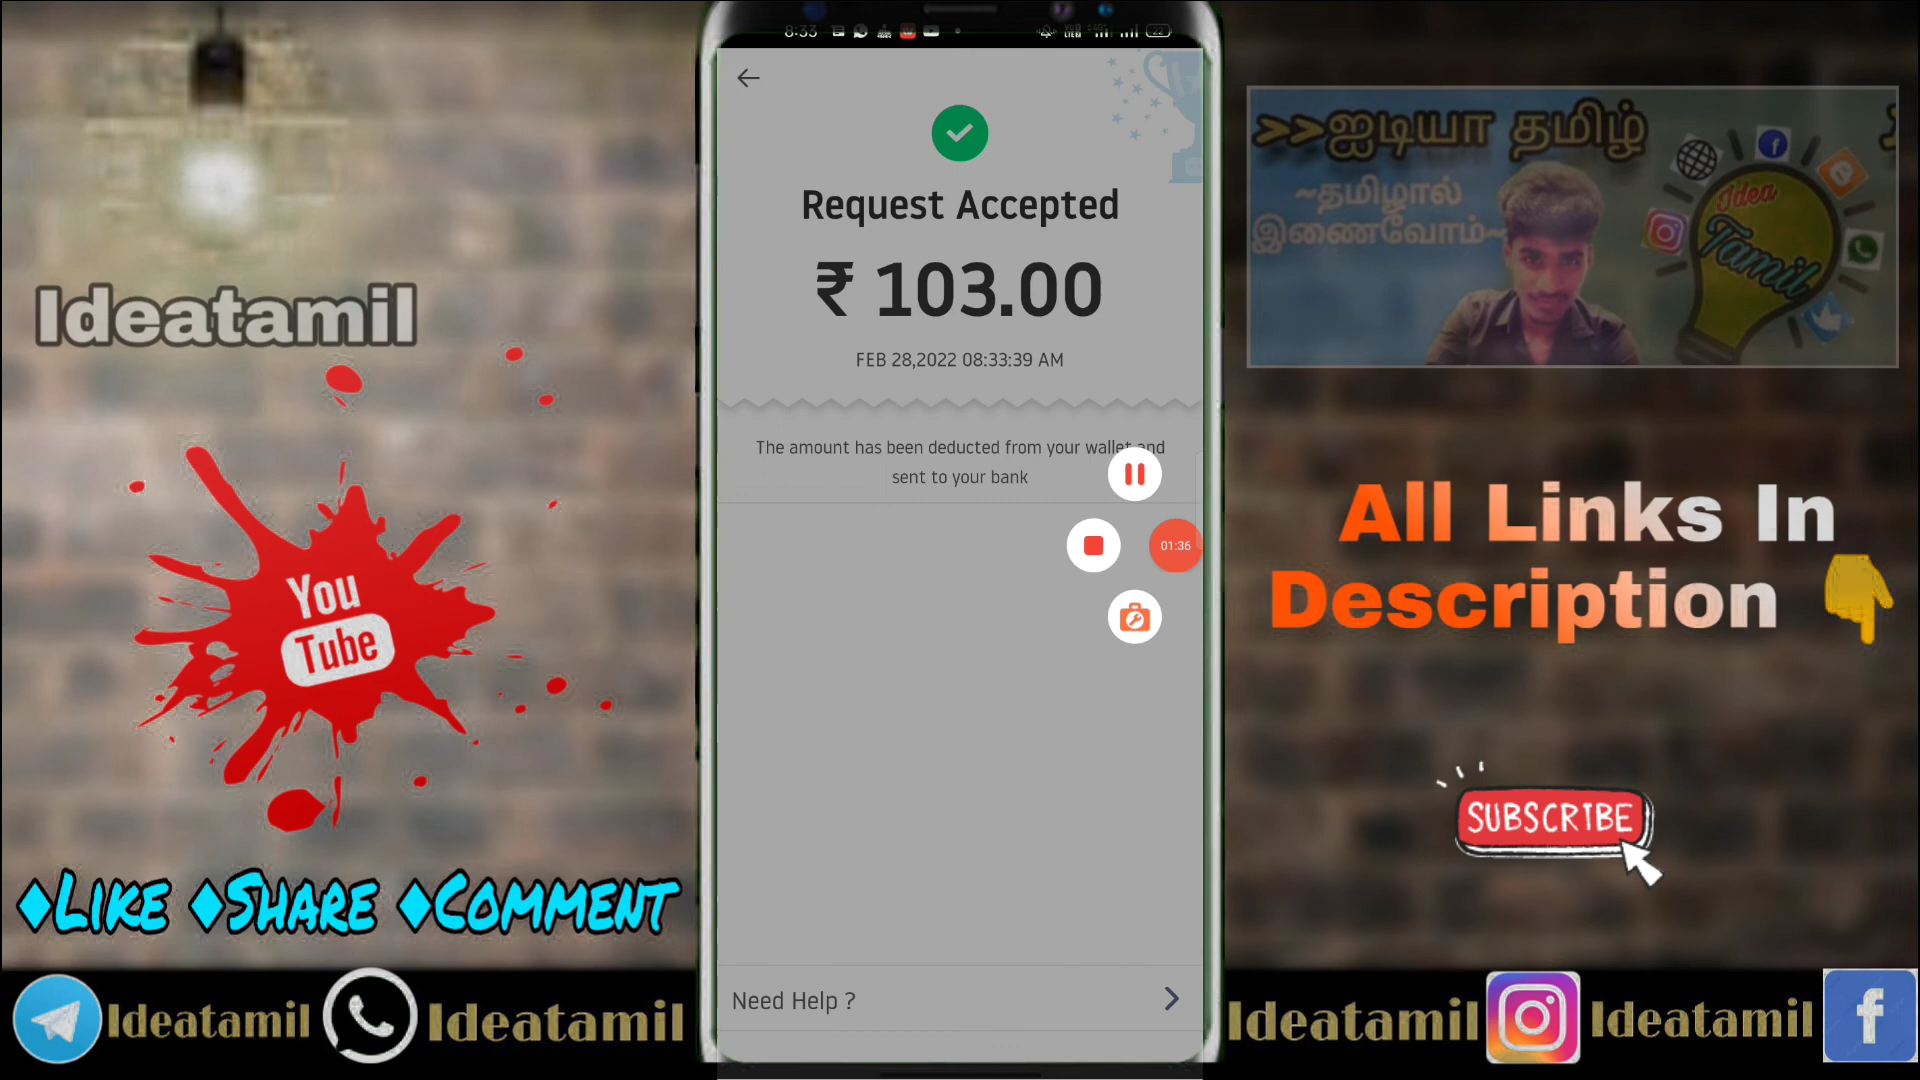 8:33
Request Accepted
₹ 103.00
FEB 28,2022 08:33:39 AM
The amount has been deducted from your wallet and
sent to your bank
01:36
Need Help ?
Ideatamil
You
Tube
♦LIKE ♦SHARE ♦COMMENT
>>ஐடியா தமிழ்
~தமிழால்
இணைவோம்~
Idea
Tamil
All Links In
Description 👇
SUBSCRIBE
Ideatamil
Ideatamil
Ideatamil
Ideatamil